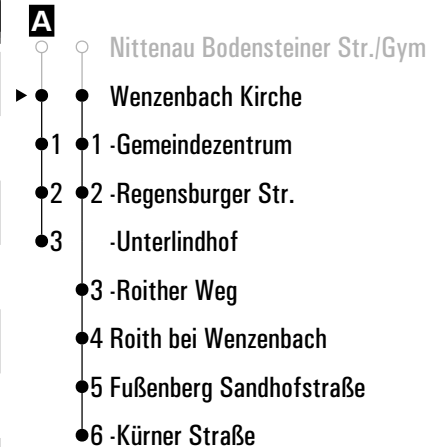 A
Nittenau Bodensteiner Str./Gym
Wenzenbach Kirche
1 1 -Gemeindezentrum
2 2 -Regensburger Str.
3 -Unterlindhof
3 -Roither Weg
4 Roith bei Wenzenbach
5 Fußenberg Sandhofstraße
6 -Kürner Straße